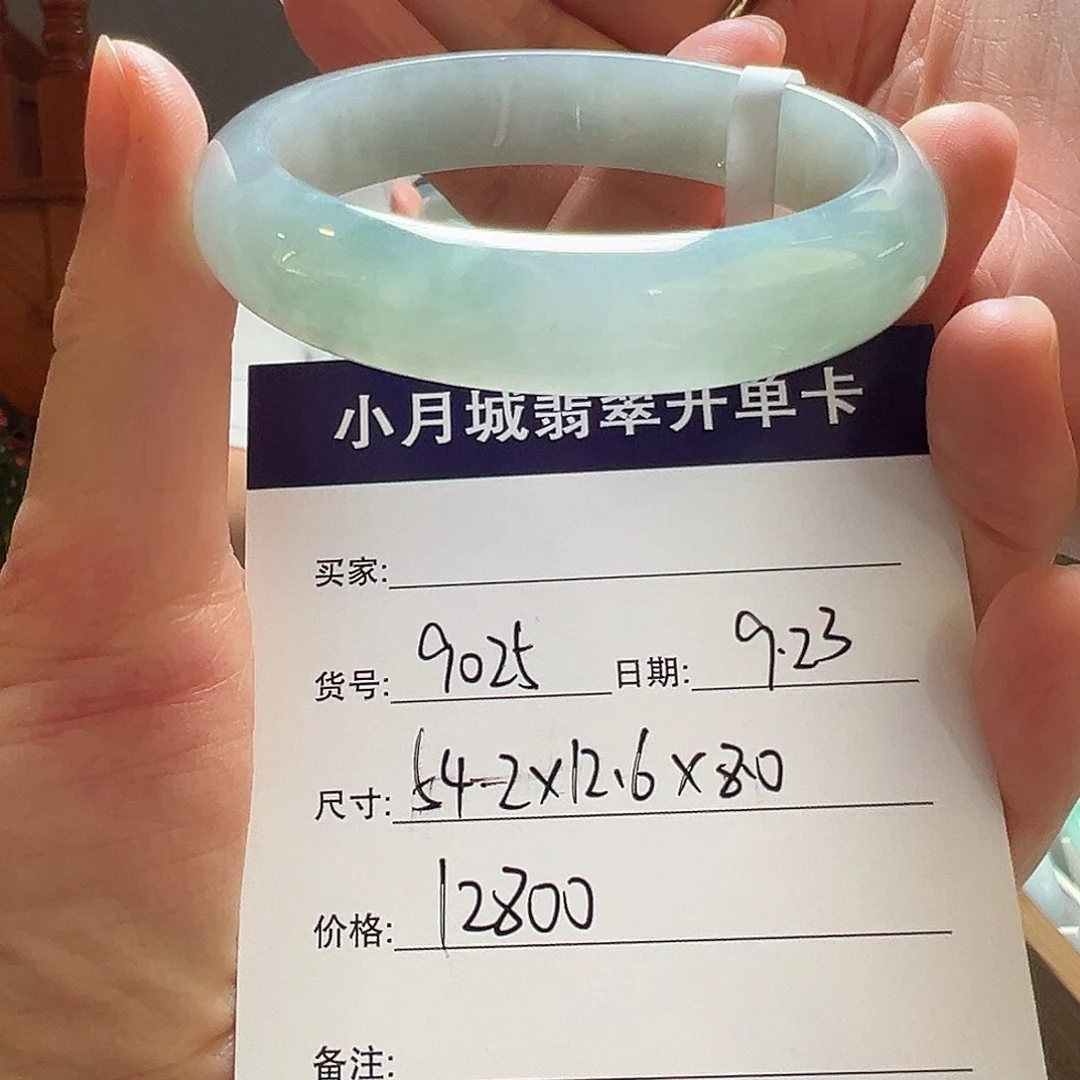 小月城翡翠开单卡
买家:
货号: 9025 日期: 9.23
尺寸: 54.2x12.6x8.0
价格: 12800
备注: